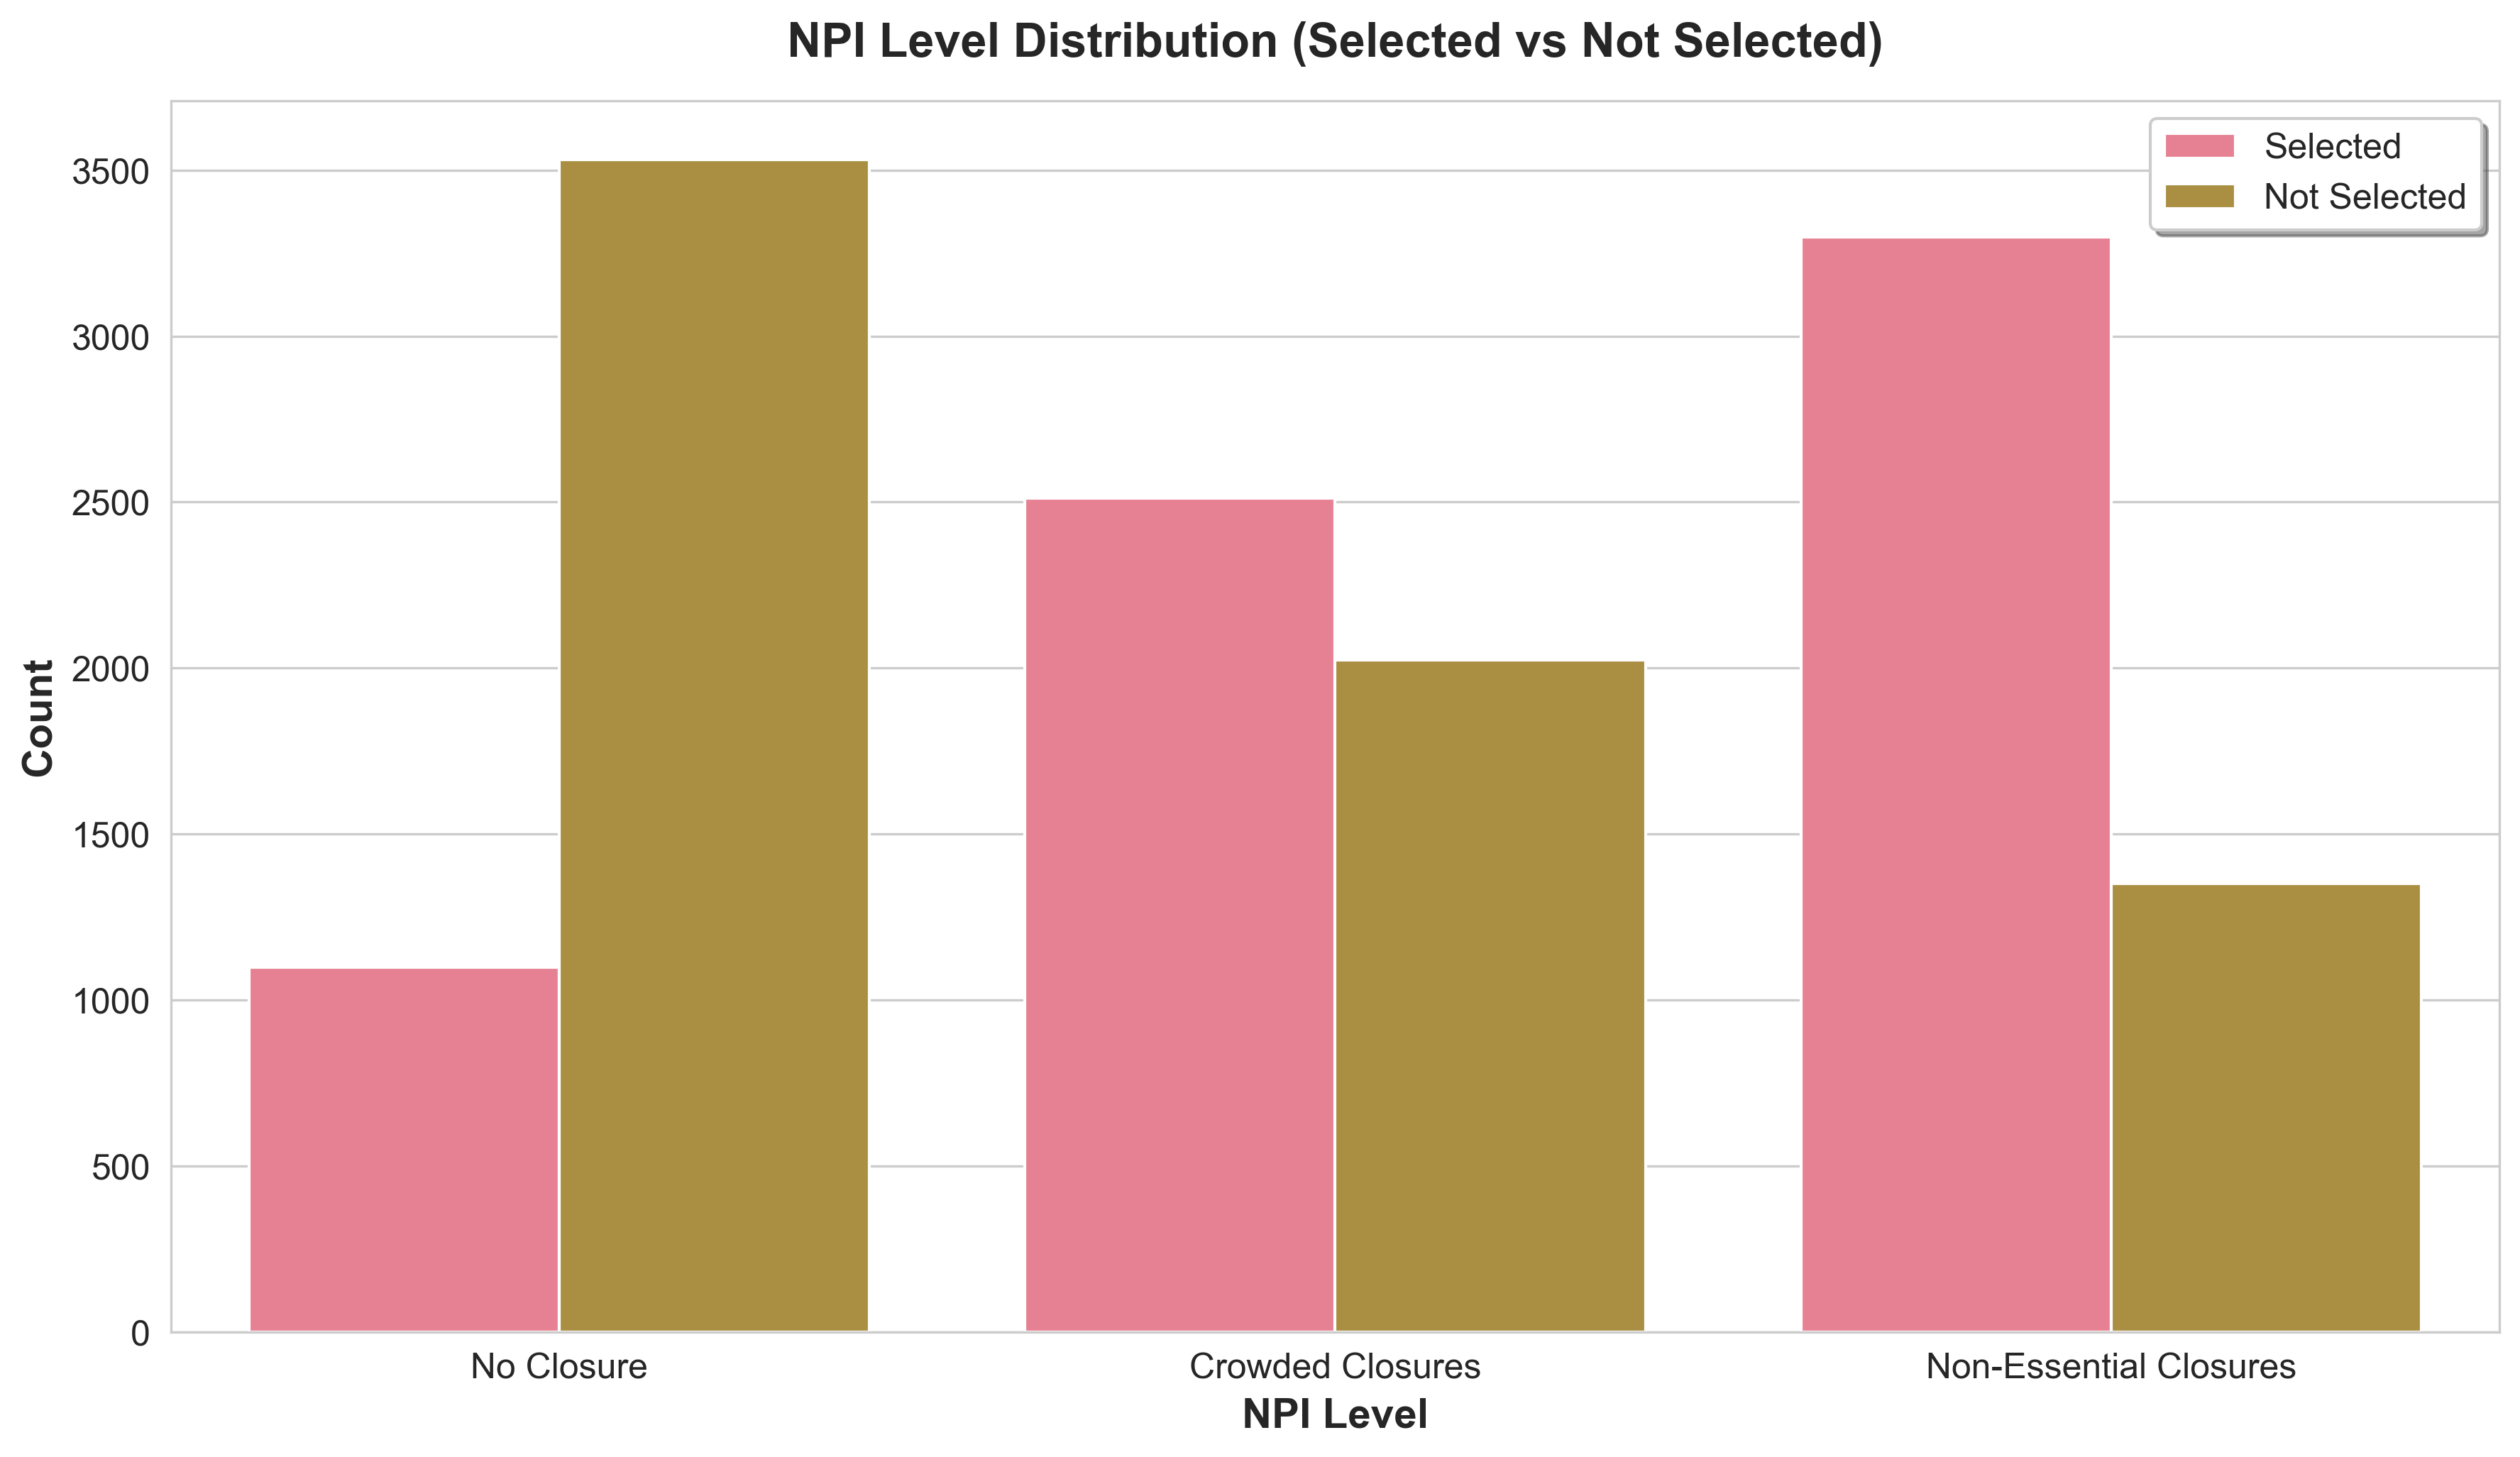 NPI Level Distribution (Selected vs Not Selected)
Selected
Not Selected
3500
3000
2500
2000
1500
1000
500
0
Count
No Closure
Crowded Closures
Non-Essential Closures
NPI Level